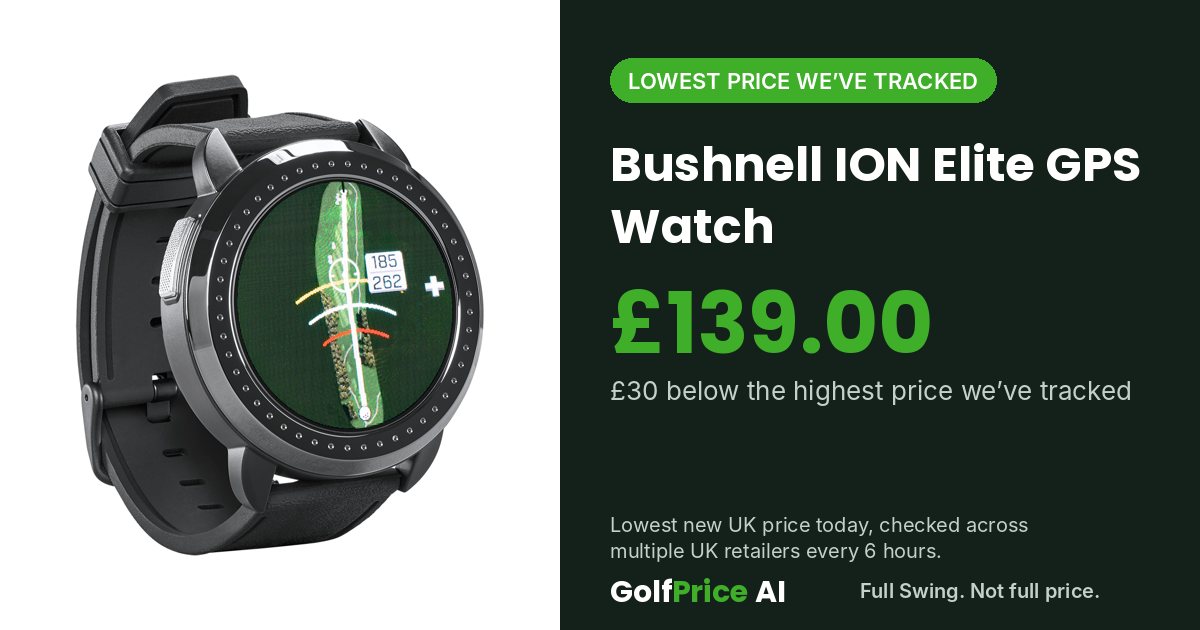 185
262
LOWEST PRICE WE’VE TRACKED
Bushnell ION Elite GPS
Watch
£139.00
£30 below the highest price we’ve tracked
Lowest new UK price today, checked across
multiple UK retailers every 6 hours.
GolfPrice AI
Full Swing. Not full price.